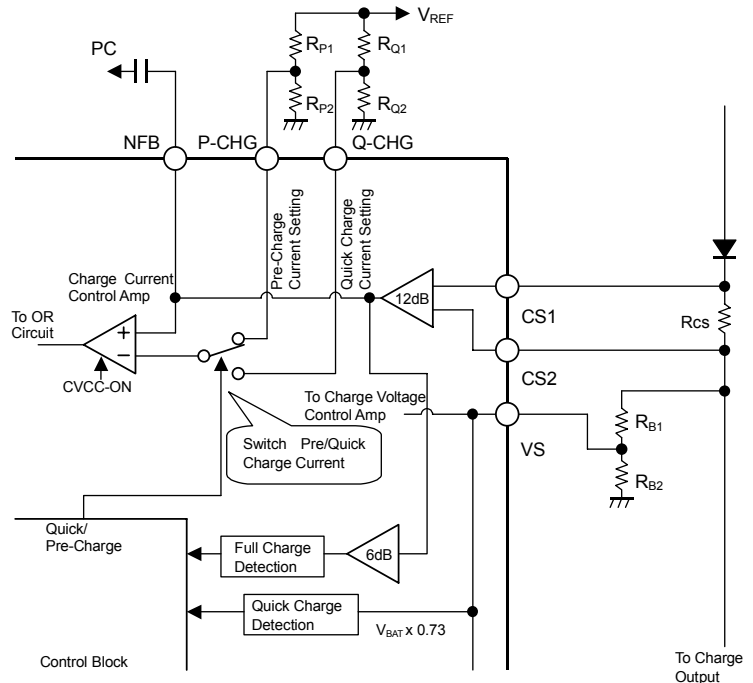 VREF
PC
RP1
RQ1
RP2
RQ2
NFB
P-CHG
Q-CHG
Pre-Charge
Current Setting
Quick Charge
Current Setting
Charge Current
Control Amp
12dB
CS1
Rcs
To OR
Circuit
+
−
CVCC-ON
CS2
To Charge Voltage
Control Amp
RB1
VS
Switch Pre/Quick
Charge Current
RB2
Quick/
Pre-Charge
Full Charge
Detection
6dB
Quick Charge
Detection
VBAT x 0.73
Control Block
To Charge
Output